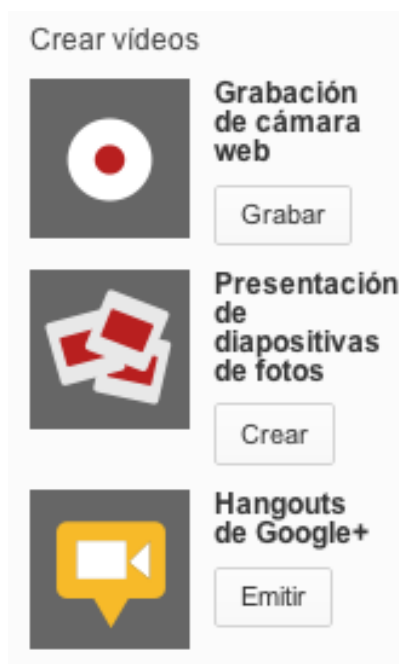 Crear vídeos
Grabación
de cámara
web
Grabar
Presentación
de
diapositivas
de fotos
Crear
Hangouts
de Google+
Emitir